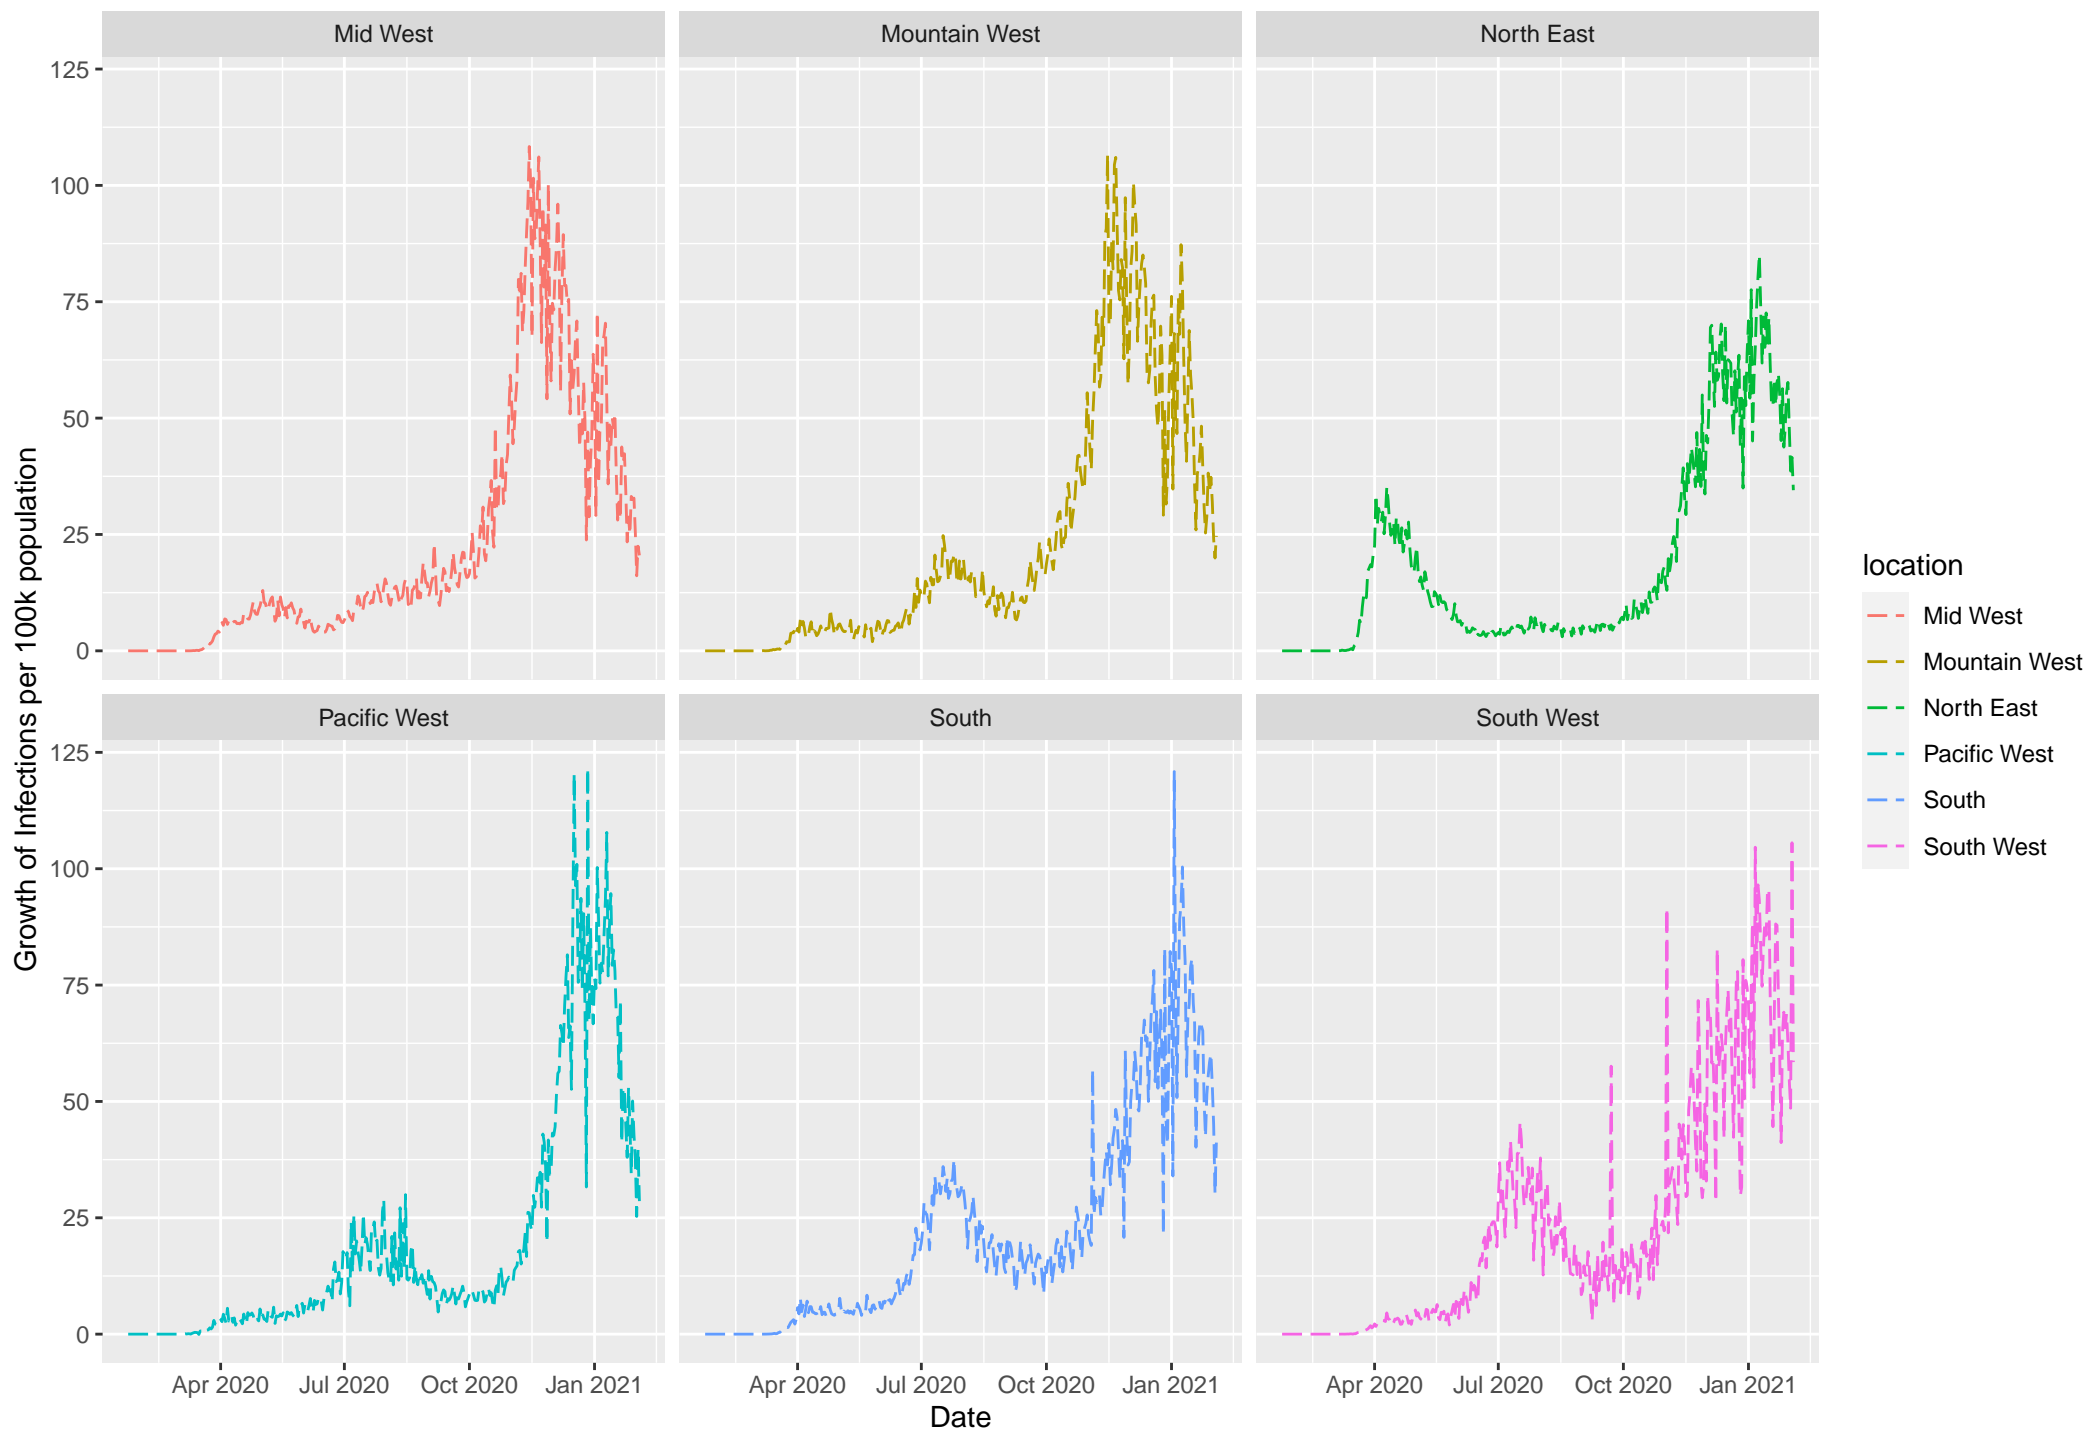 Mid West
Mountain West
North East
125
100
75
50
25
0
Pacific West
South
South West
125
100
75
50
25
0
Apr 2020
Jul 2020
Oct 2020
Jan 2021
Apr 2020
Jul 2020
Oct 2020
Jan 2021
Apr 2020
Jul 2020
Oct 2020
Jan 2021
Date
Growth of Infections per 100k population
location
Mid West
Mountain West
North East
Pacific West
South
South West